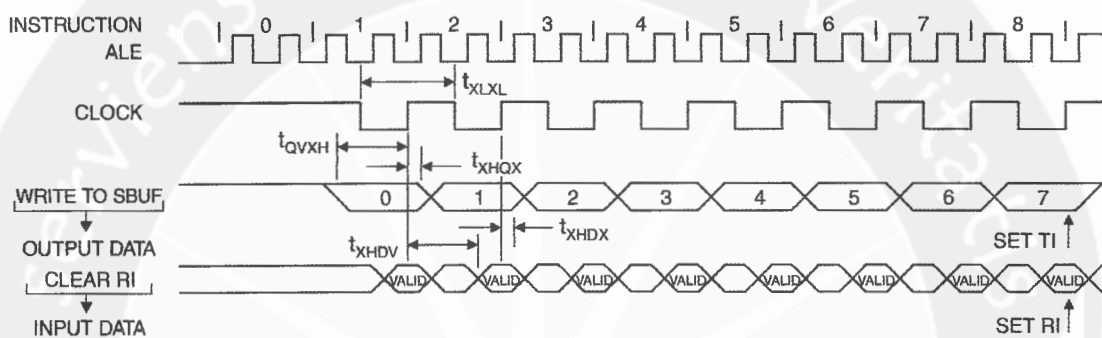 INSTRUCTION | 0 | 1 | 2 | 3 | 4 | 5 | 6 | 7 | 8 |
ALE
tXLXL
CLOCK
tQVXH
tXHQX
WRITE TO SBUF 0 1 2 3 4 5 6 7
tXHDX
OUTPUT DATA
SET TI
tXHDV
CLEAR RI VALID VALID VALID VALID VALID VALID VALID VALID
INPUT DATA
SET RI
serviens
veritatis